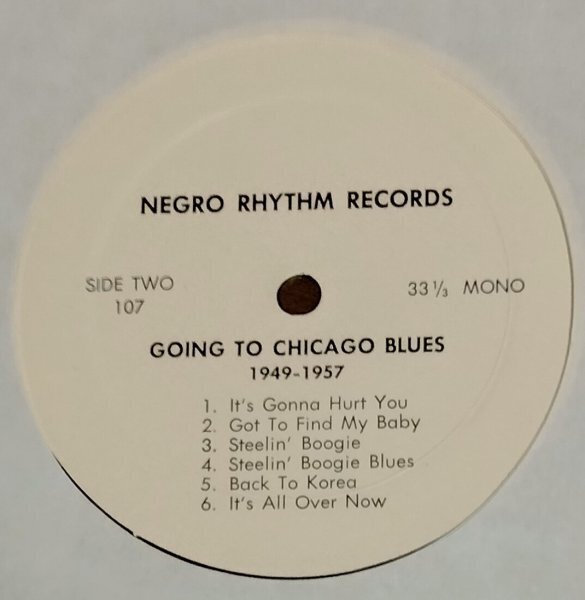 NEGRO RHYTHM RECORDS
SIDE TWO
107
33⅓ MONO
GOING TO CHICAGO BLUES
1949-1957
1. It's Gonna Hurt You
2. Got To Find My Baby
3. Steelin' Boogie
4. Steelin' Boogie Blues
5. Back To Korea
6. It's All Over Now